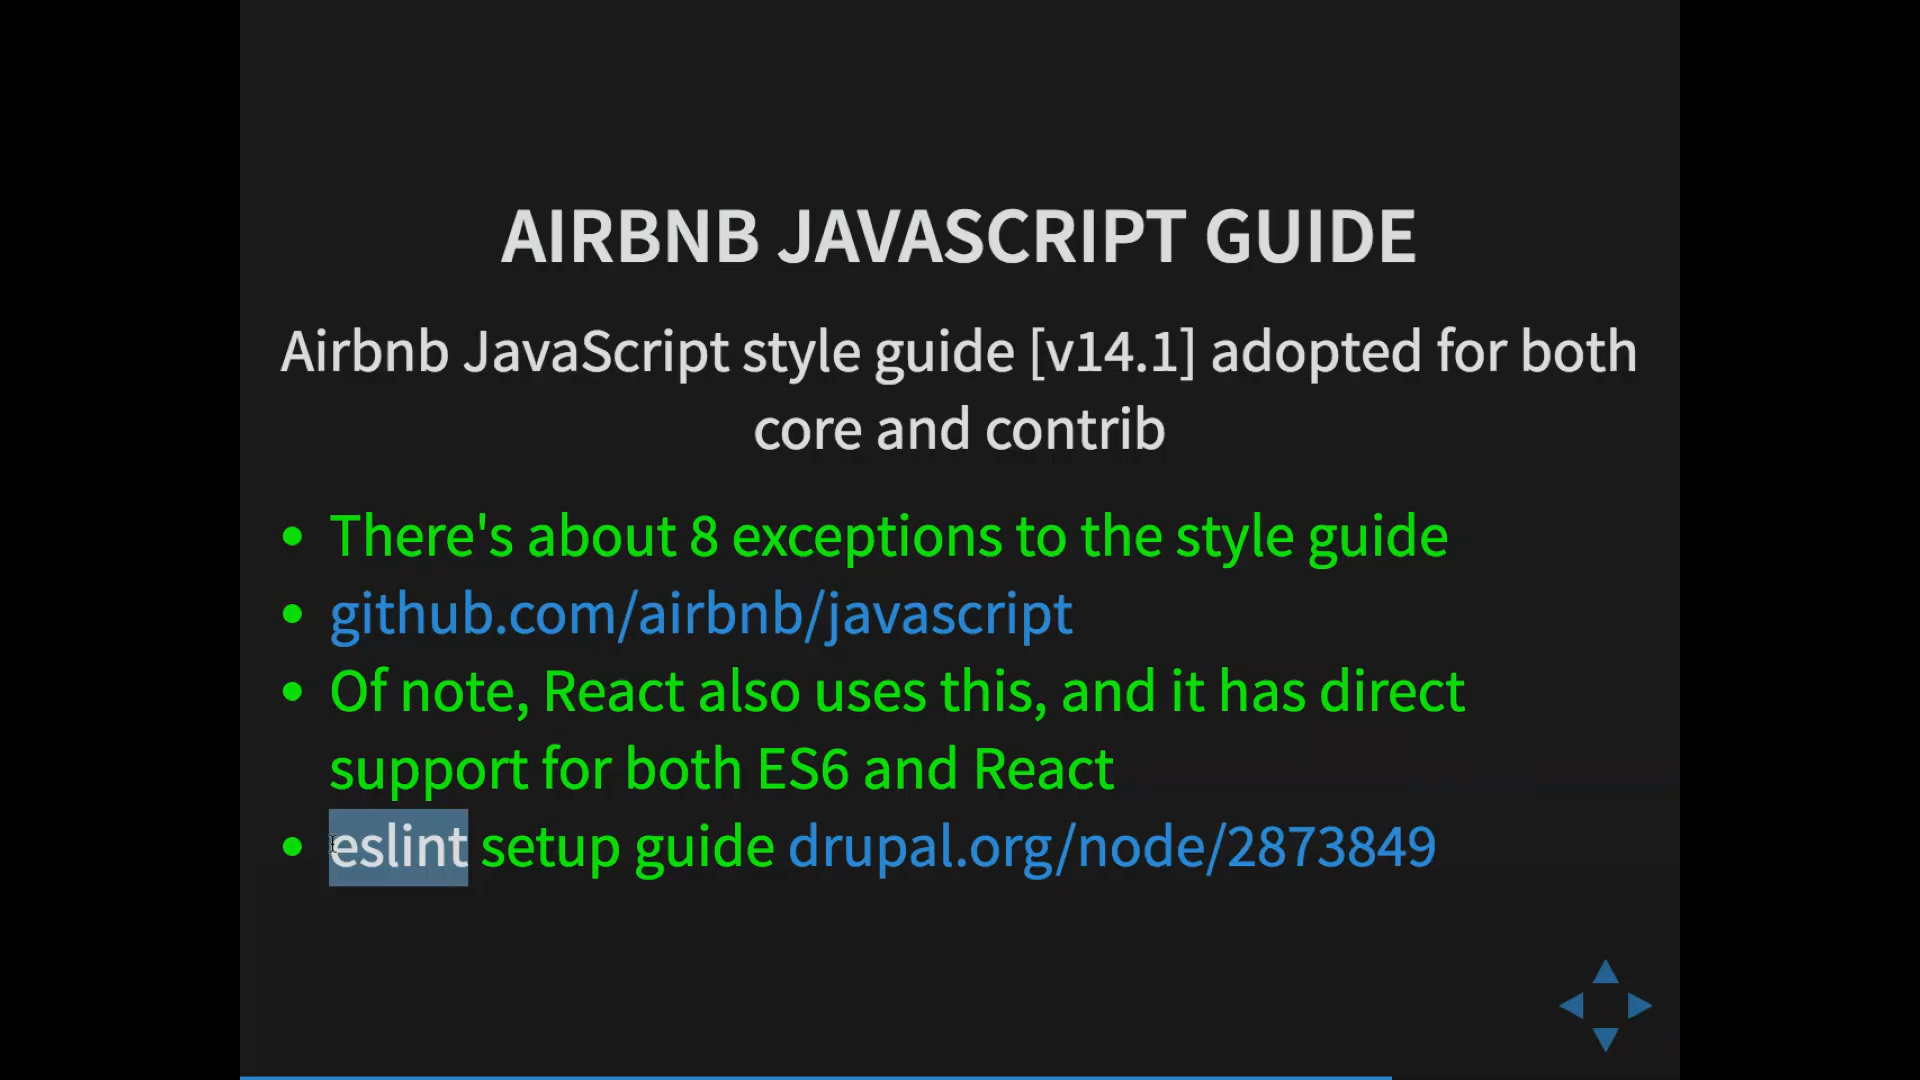 AIRBNB JAVASCRIPT GUIDE
Airbnb JavaScript style guide [v14.1] adopted for both
core and contrib
• There's about 8 exceptions to the style guide
• github.com/airbnb/javascript
• Of note, React also uses this, and it has direct
support for both ES6 and React
• eslint setup guide drupal.org/node/2873849